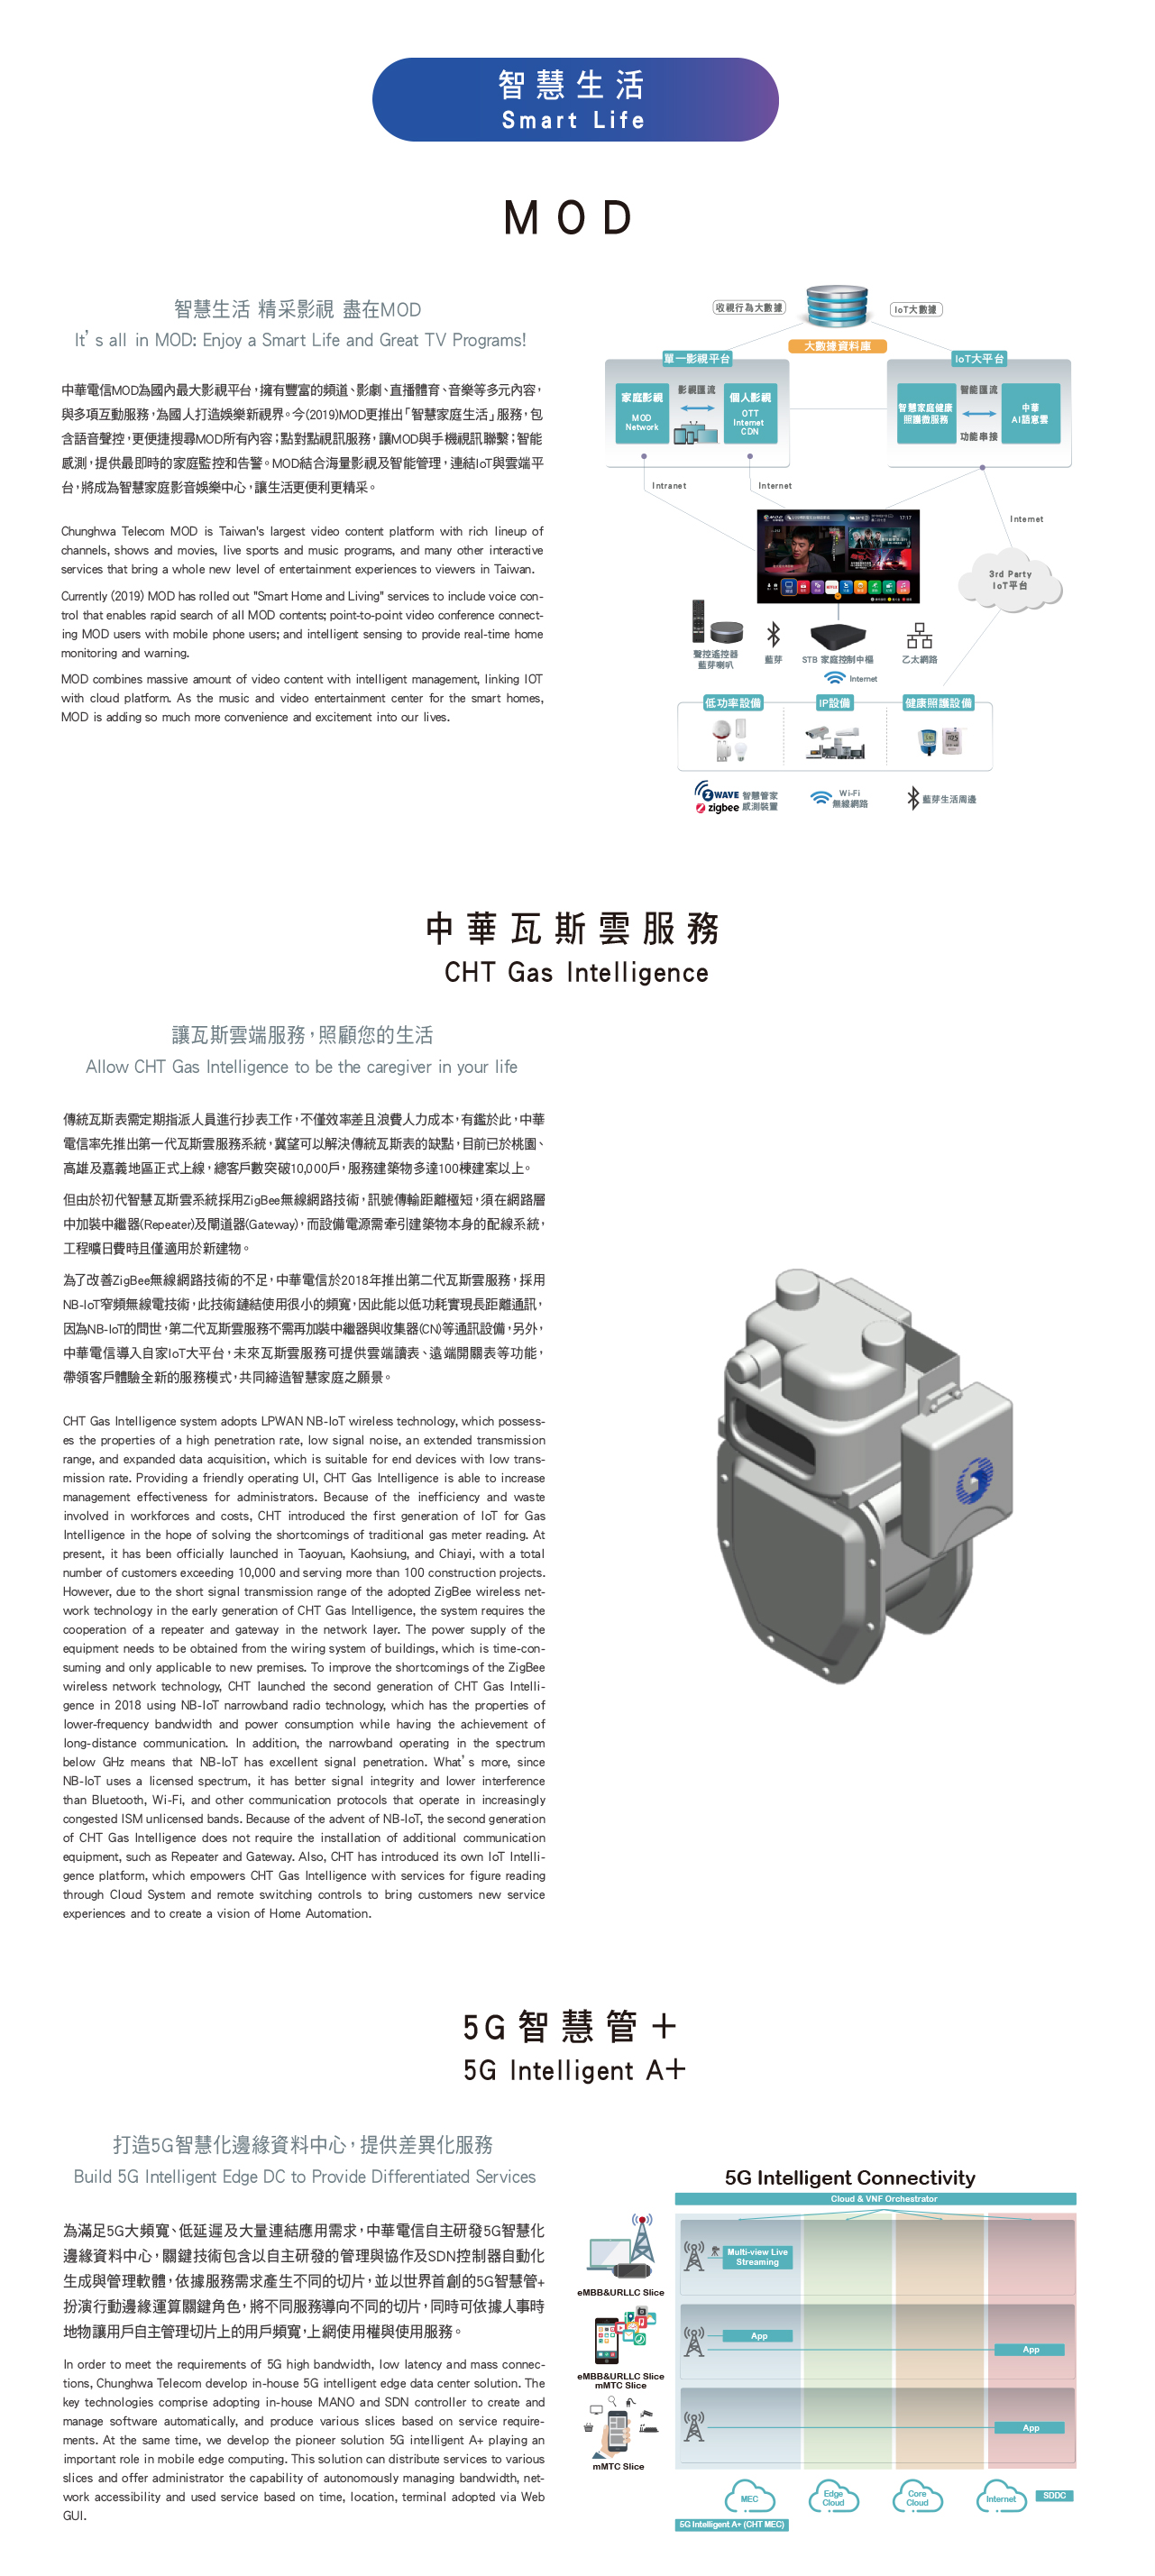 智慧生活
Smart Life
MOD
智慧生活 精采影視 盡在MOD
It's all in MOD: Enjoy a Smart Life and Great TV Programs!
中華電信MOD為國內最大影視平台，擁有豐富的頻道、影劇、直播體育、音樂等多元內容，
與多項互動服務，為國人打造娛樂新視界。今(2019)MOD更推出「智慧家庭生活」服務，包
含語音聲控，更便捷搜尋MOD所有內容；點對點視訊服務，讓MOD與手機視訊聯繫；智能
感測，提供最即時的家庭監控和告警。MOD結合海量影視及智能管理，連結IoT與雲端平
台，將成為智慧家庭影音娛樂中心，讓生活更便利更精采。
Chunghwa Telecom MOD is Taiwan's largest video content platform with rich lineup of
channels, shows and movies, live sports and music programs, and many other interactive
services that bring a whole new level of entertainment experiences to viewers in Taiwan.
Currently (2019) MOD has rolled out "Smart Home and Living" services to include voice con-
trol that enables rapid search of all MOD contents; point-to-point video conference connect-
ing MOD users with mobile phone users; and intelligent sensing to provide real-time home
monitoring and warning.
MOD combines massive amount of video content with intelligent management, linking IOT
with cloud platform. As the music and video entertainment center for the smart homes,
MOD is adding so much more convenience and excitement into our lives.
收視行為大數據
IoT大數據
大數據資料庫
單一影視平台
IoT大平台
家庭影視
MOD
Network
影視匯流
個人影視
OTT
Internet
CDN
智慧家庭健康
照護微服務
智能匯流
功能串接
中華
AI語意雲
Intranet
Internet
Internet
17:17
3rd Party
IoT平台
聲控遙控器
藍芽喇叭
藍芽
STB 家庭控制中樞
乙太網路
Internet
低功率設備
IP設備
健康照護設備
Z WAVE
zigbee
智慧管家
感測裝置
Wi-Fi
無線網路
藍芽生活周邊
中華瓦斯雲服務
CHT Gas Intelligence
讓瓦斯雲端服務，照顧您的生活
Allow CHT Gas Intelligence to be the caregiver in your life
傳統瓦斯表需定期指派人員進行抄表工作，不僅效率差且浪費人力成本，有鑑於此，中華
電信率先推出第一代瓦斯雲服務系統，冀望可以解決傳統瓦斯表的缺點，目前已於桃園、
高雄及嘉義地區正式上線，總客戶數突破10,000戶，服務建築物多達100棟建案以上。
但由於初代智慧瓦斯雲系統採用ZigBee無線網路技術，訊號傳輸距離極短，須在網路層
中加裝中繼器(Repeater)及閘道器(Gateway)，而設備電源需牽引建築物本身的配線系統，
工程曠日費時且僅適用於新建物。
為了改善ZigBee無線網路技術的不足，中華電信於2018年推出第二代瓦斯雲服務，採用
NB-IoT窄頻無線電技術，此技術鏈結使用很小的頻寬，因此能以低功耗實現長距離通訊，
因為NB-IoT的問世，第二代瓦斯雲服務不需再加裝中繼器與收集器(CN)等通訊設備，另外，
中華電信導入自家IoT大平台，未來瓦斯雲服務可提供雲端讀表、遠端開關表等功能，
帶領客戶體驗全新的服務模式，共同締造智慧家庭之願景。
CHT Gas Intelligence system adopts LPWAN NB-IoT wireless technology, which possess-
es the properties of a high penetration rate, low signal noise, an extended transmission
range, and expanded data acquisition, which is suitable for end devices with low trans-
mission rate. Providing a friendly operating UI, CHT Gas Intelligence is able to increase
management effectiveness for administrators. Because of the inefficiency and waste
involved in workforces and costs, CHT introduced the first generation of IoT for Gas
Intelligence in the hope of solving the shortcomings of traditional gas meter reading. At
present, it has been officially launched in Taoyuan, Kaohsiung, and Chiayi, with a total
number of customers exceeding 10,000 and serving more than 100 construction projects.
However, due to the short signal transmission range of the adopted ZigBee wireless net-
work technology in the early generation of CHT Gas Intelligence, the system requires the
cooperation of a repeater and gateway in the network layer. The power supply of the
equipment needs to be obtained from the wiring system of buildings, which is time-con-
suming and only applicable to new premises. To improve the shortcomings of the ZigBee
wireless network technology, CHT launched the second generation of CHT Gas Intelli-
gence in 2018 using NB-IoT narrowband radio technology, which has the properties of
lower-frequency bandwidth and power consumption while having the achievement of
long-distance communication. In addition, the narrowband operating in the spectrum
below GHz means that NB-IoT has excellent signal penetration. What's more, since
NB-IoT uses a licensed spectrum, it has better signal integrity and lower interference
than Bluetooth, Wi-Fi, and other communication protocols that operate in increasingly
congested ISM unlicensed bands. Because of the advent of NB-IoT, the second generation
of CHT Gas Intelligence does not require the installation of additional communication
equipment, such as Repeater and Gateway. Also, CHT has introduced its own IoT Intelli-
gence platform, which empowers CHT Gas Intelligence with services for figure reading
through Cloud System and remote switching controls to bring customers new service
experiences and to create a vision of Home Automation.
5G智慧管＋
5G Intelligent A＋
打造5G智慧化邊緣資料中心，提供差異化服務
Build 5G Intelligent Edge DC to Provide Differentiated Services
為滿足5G大頻寬、低延遲及大量連結應用需求，中華電信自主研發5G智慧化
邊緣資料中心，關鍵技術包含以自主研發的管理與協作及SDN控制器自動化
生成與管理軟體，依據服務需求產生不同的切片，並以世界首創的5G智慧管+
扮演行動邊緣運算關鍵角色，將不同服務導向不同的切片，同時可依據人事時
地物讓用戶自主管理切片上的用戶頻寬，上網使用權與使用服務。
In order to meet the requirements of 5G high bandwidth, low latency and mass connec-
tions, Chunghwa Telecom develop in-house 5G intelligent edge data center solution. The
key technologies comprise adopting in-house MANO and SDN controller to create and
manage software automatically, and produce various slices based on service require-
ments. At the same time, we develop the pioneer solution 5G intelligent A+ playing an
important role in mobile edge computing. This solution can distribute services to various
slices and offer administrator the capability of autonomously managing bandwidth, net-
work accessibility and used service based on time, location, terminal adopted via Web
GUI.
5G Intelligent Connectivity
Cloud & VNF Orchestrator
Multi-view Live
Streaming
eMBB&URLLC Slice
App
App
eMBB&URLLC Slice
mMTC Slice
App
mMTC Slice
MEC
Edge
Cloud
Core
Cloud
Internet
SDDC
5G Intelligent A+ (CHT MEC)